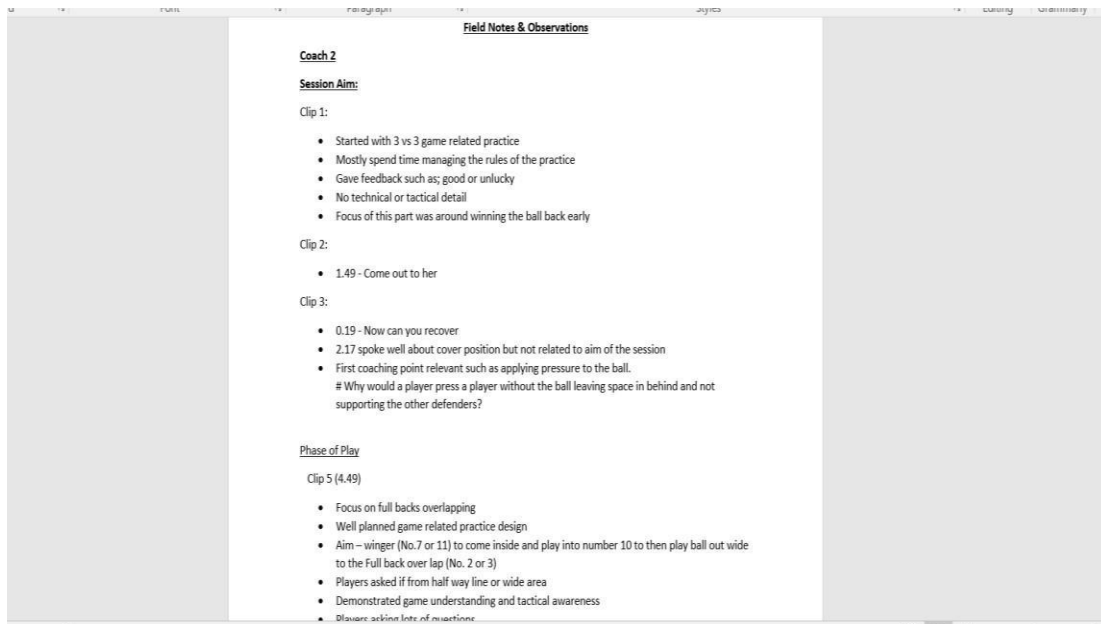 Font
Paragraph
Styles
Editing
Grammarly
Field Notes & Observations
Coach 2
Session Aim:
Clip 1:
• Started with 3 vs 3 game related practice
• Mostly spend time managing the rules of the practice
• Gave feedback such as; good or unlucky
• No technical or tactical detail
• Focus of this part was around winning the ball back early
Clip 2:
• 1.49 - Come out to her
Clip 3:
• 0.19 - Now can you recover
• 2.17 spoke well about cover position but not related to aim of the session
• First coaching point relevant such as applying pressure to the ball.
# Why would a player press a player without the ball leaving space in behind and not
supporting the other defenders?
Phase of Play
Clip 5 (4.49)
• Focus on full backs overlapping
• Well planned game related practice design
• Aim – winger (No.7 or 11) to come inside and play into number 10 to then play ball out wide
to the Full back over lap (No. 2 or 3)
• Players asked if from half way line or wide area
• Demonstrated game understanding and tactical awareness
• Players asking lots of questions